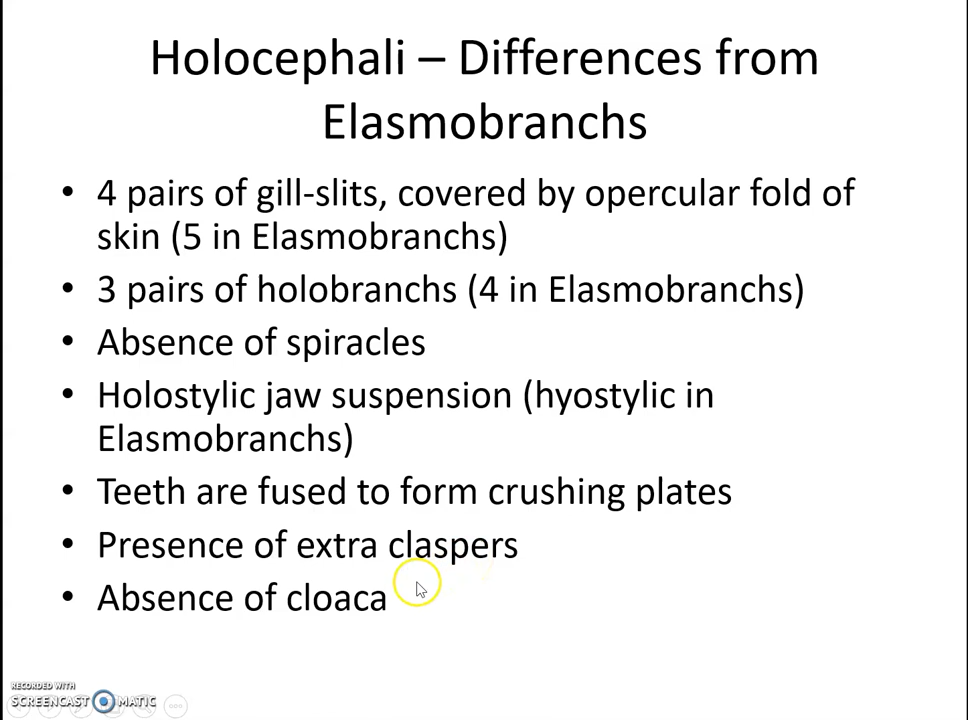 Holocephali – Differences from
Elasmobranchs
• 4 pairs of gill-slits, covered by opercular fold of
skin (5 in Elasmobranchs)
• 3 pairs of holobranchs (4 in Elasmobranchs)
• Absence of spiracles
• Holostylic jaw suspension (hyostylic in
Elasmobranchs)
• Teeth are fused to form crushing plates
• Presence of extra claspers
• Absence of cloaca
RECORDED WITH
SCREENCAST MATIC